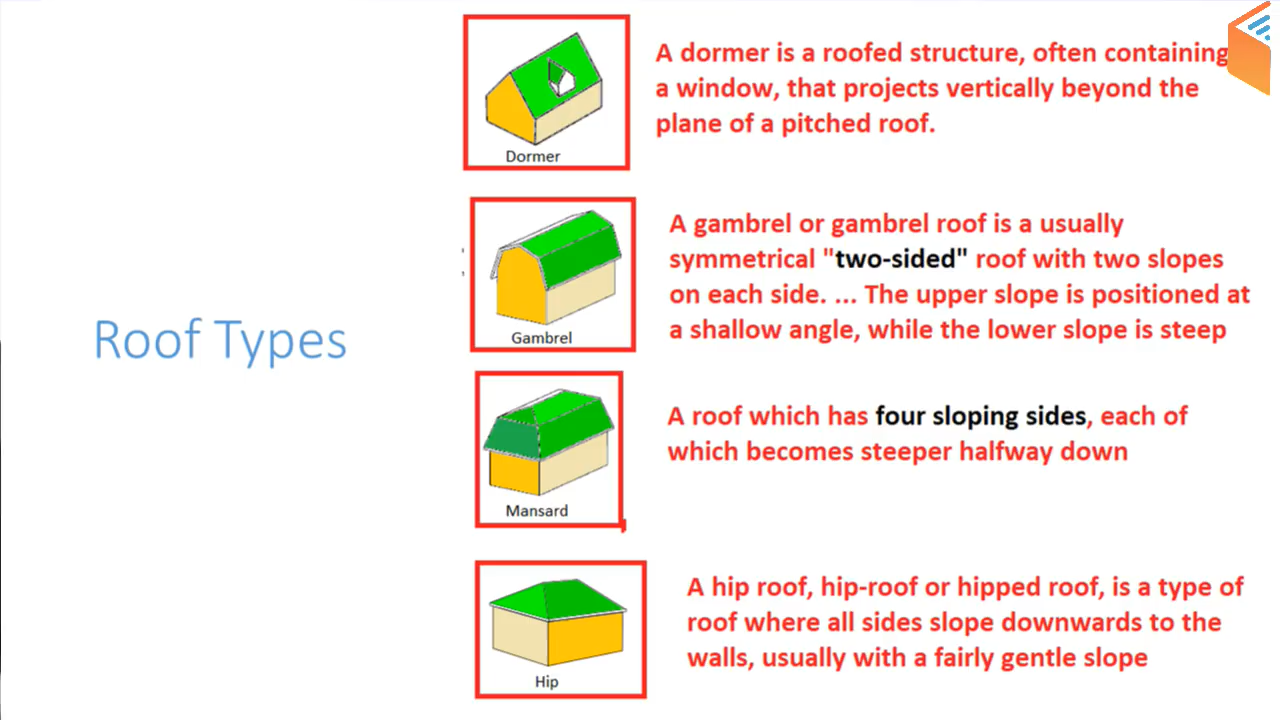 Roof Types
Dormer
A dormer is a roofed structure, often containing
a window, that projects vertically beyond the
plane of a pitched roof.
Gambrel
A gambrel or gambrel roof is a usually
symmetrical "two-sided" roof with two slopes
on each side. ... The upper slope is positioned at
a shallow angle, while the lower slope is steep
Mansard
A roof which has four sloping sides, each of
which becomes steeper halfway down
Hip
A hip roof, hip-roof or hipped roof, is a type of
roof where all sides slope downwards to the
walls, usually with a fairly gentle slope